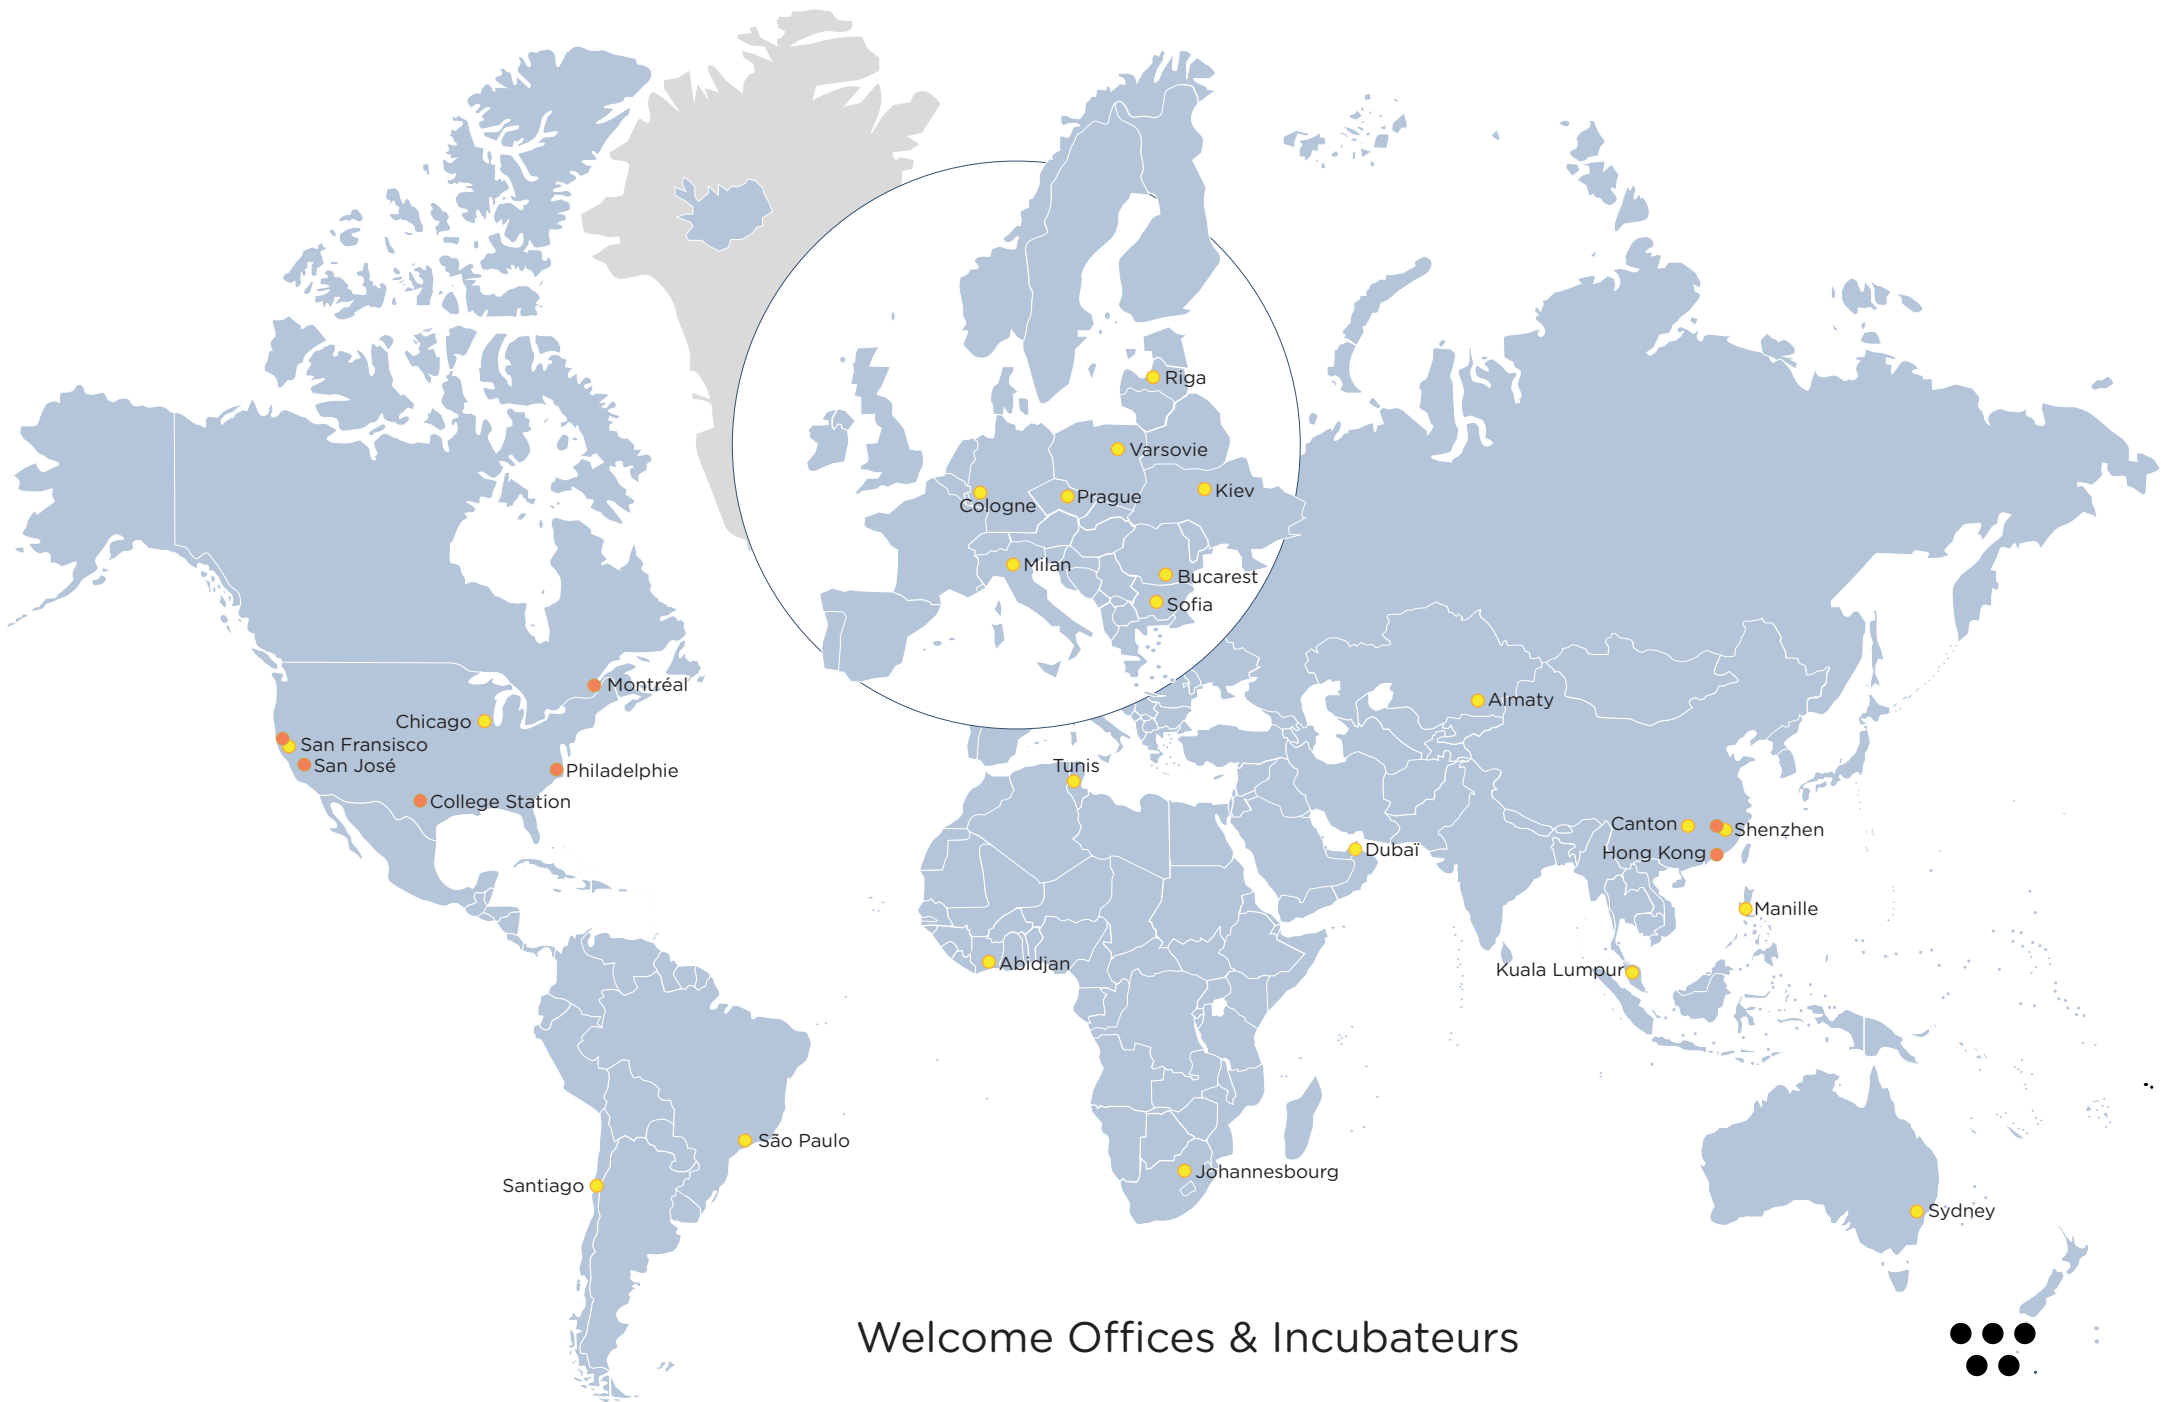 Riga
Varsovie
Kiev
Prague
Cologne
Milan
Bucarest
Sofia
Montréal
Almaty
Chicago
San Fransisco
San José
Philadelphie
Tunis
College Station
Canton
Shenzhen
Dubaï
Hong Kong
Manille
Abidjan
Kuala Lumpur
São Paulo
Johannesbourg
Santiago
Sydney
Welcome Offices & Incubateurs